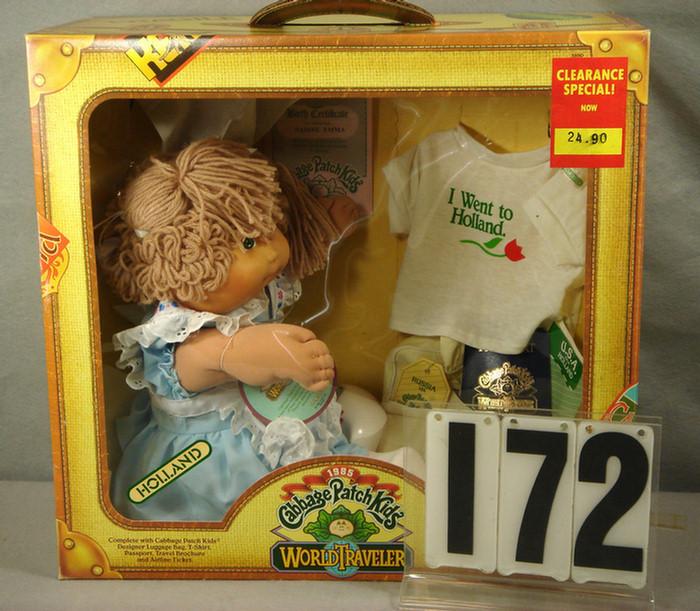 CLEARANCE
SPECIAL!
NOW
24.90
Birth Certificate
Cabbage Patch Kids
I Went to
Holland.
U.S.A.
RUSSIA
HOLLAND
1985
Cabbage Patch Kids
WORLD TRAVELER
Complete with Cabbage Patch Kids®
Designer Luggage Bag, T-Shirt,
Passport, Travel Brochure
and Airline Ticket.
172